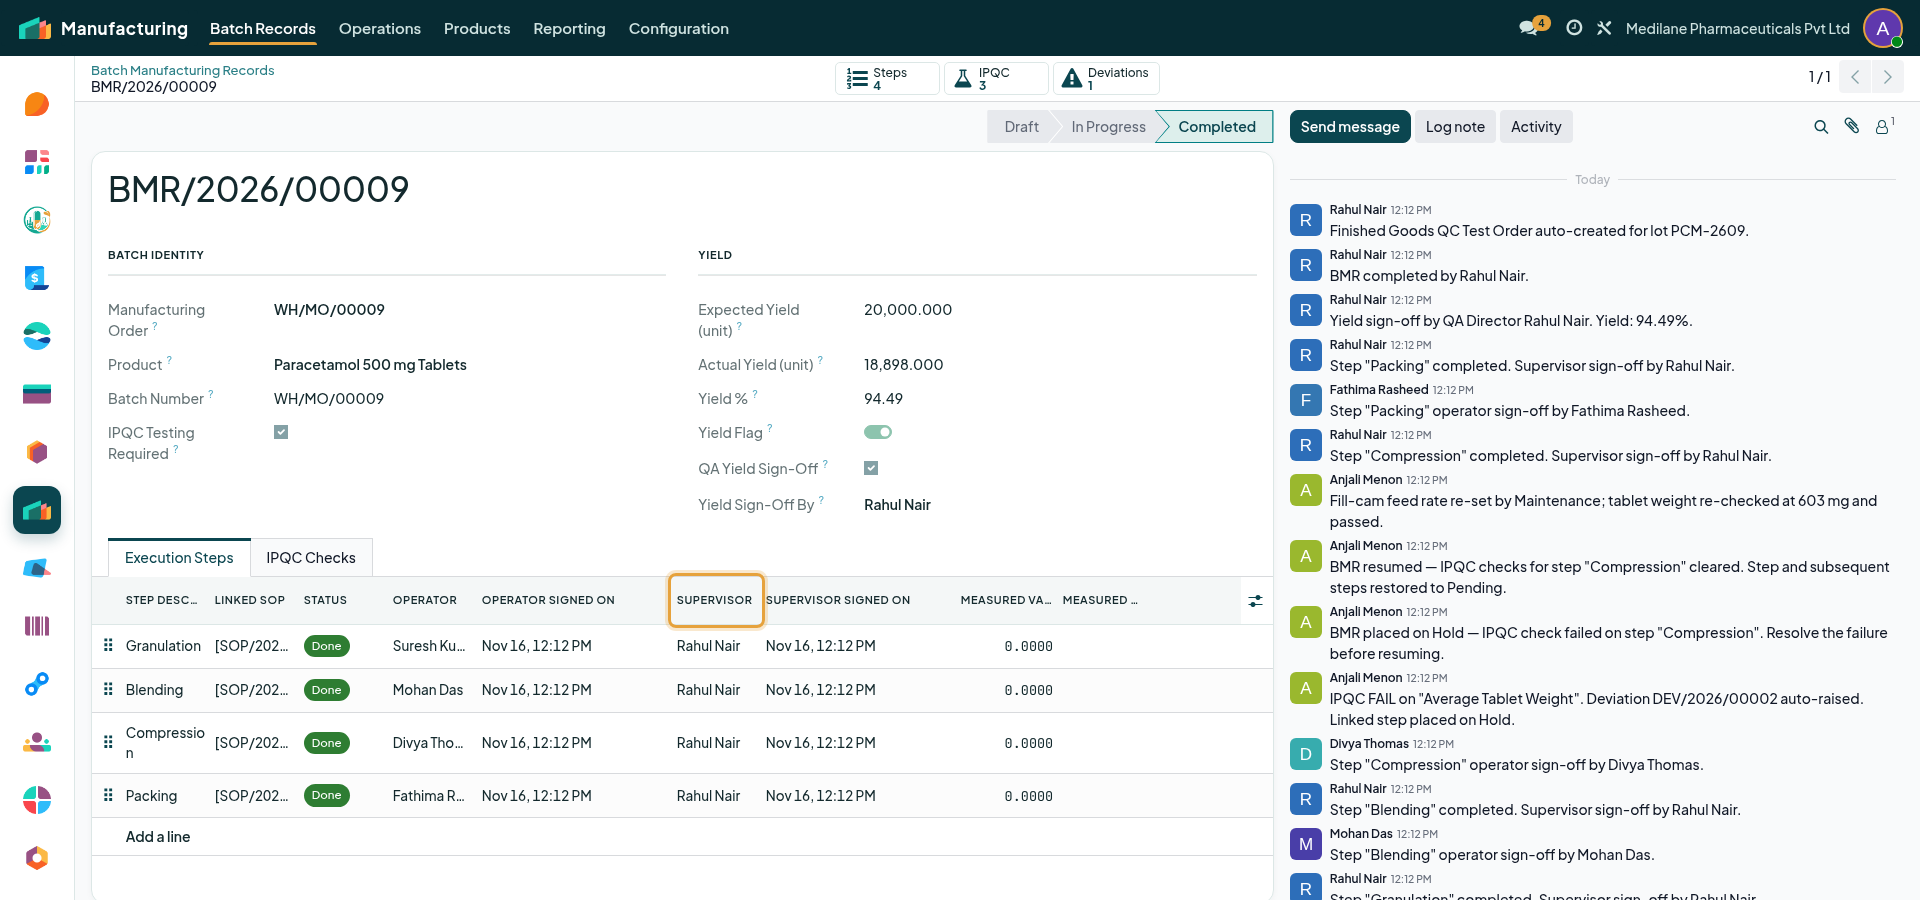 Manufacturing
Batch Records
Operations
Products
Reporting
Configuration
4
Medilane Pharmaceuticals Pvt Ltd
A
Batch Manufacturing Records
BMR/2026/00009
Steps
4
IPQC
3
Deviations
1
1 / 1
Draft
In Progress
Completed
Send message
Log note
Activity
1
BMR/2026/00009
BATCH IDENTITY
Manufacturing Order ?
WH/MO/00009
Product ?
Paracetamol 500 mg Tablets
Batch Number ?
WH/MO/00009
IPQC Testing Required ?
YIELD
Expected Yield (unit) ?
20,000.000
Actual Yield (unit) ?
18,898.000
Yield % ?
94.49
Yield Flag ?
QA Yield Sign-Off ?
Yield Sign-Off By ?
Rahul Nair
Execution Steps
IPQC Checks
STEP DESC... LINKED SOP STATUS OPERATOR OPERATOR SIGNED ON SUPERVISOR SUPERVISOR SIGNED ON MEASURED VA... MEASURED ...
Granulation [SOP/202... Done Suresh Ku... Nov 16, 12:12 PM Rahul Nair Nov 16, 12:12 PM 0.0000
Blending [SOP/202... Done Mohan Das Nov 16, 12:12 PM Rahul Nair Nov 16, 12:12 PM 0.0000
Compression [SOP/202... Done Divya Tho... Nov 16, 12:12 PM Rahul Nair Nov 16, 12:12 PM 0.0000
Packing [SOP/202... Done Fathima R... Nov 16, 12:12 PM Rahul Nair Nov 16, 12:12 PM 0.0000
Add a line
Today
R
Rahul Nair 12:12 PM
Finished Goods QC Test Order auto-created for lot PCM-2609.
R
Rahul Nair 12:12 PM
BMR completed by Rahul Nair.
R
Rahul Nair 12:12 PM
Yield sign-off by QA Director Rahul Nair. Yield: 94.49%.
R
Rahul Nair 12:12 PM
Step "Packing" completed. Supervisor sign-off by Rahul Nair.
F
Fathima Rasheed 12:12 PM
Step "Packing" operator sign-off by Fathima Rasheed.
R
Rahul Nair 12:12 PM
Step "Compression" completed. Supervisor sign-off by Rahul Nair.
A
Anjali Menon 12:12 PM
Fill-cam feed rate re-set by Maintenance; tablet weight re-checked at 603 mg and
passed.
A
Anjali Menon 12:12 PM
BMR resumed — IPQC checks for step "Compression" cleared. Step and subsequent
steps restored to Pending.
A
Anjali Menon 12:12 PM
BMR placed on Hold — IPQC check failed on step "Compression". Resolve the failure
before resuming.
A
Anjali Menon 12:12 PM
IPQC FAIL on "Average Tablet Weight". Deviation DEV/2026/00002 auto-raised.
Linked step placed on Hold.
D
Divya Thomas 12:12 PM
Step "Compression" operator sign-off by Divya Thomas.
R
Rahul Nair 12:12 PM
Step "Blending" completed. Supervisor sign-off by Rahul Nair.
M
Mohan Das 12:12 PM
Step "Blending" operator sign-off by Mohan Das.
R
Rahul Nair 12:12 PM
Step "Granulation" completed. Supervisor sign-off by Rahul Nair.